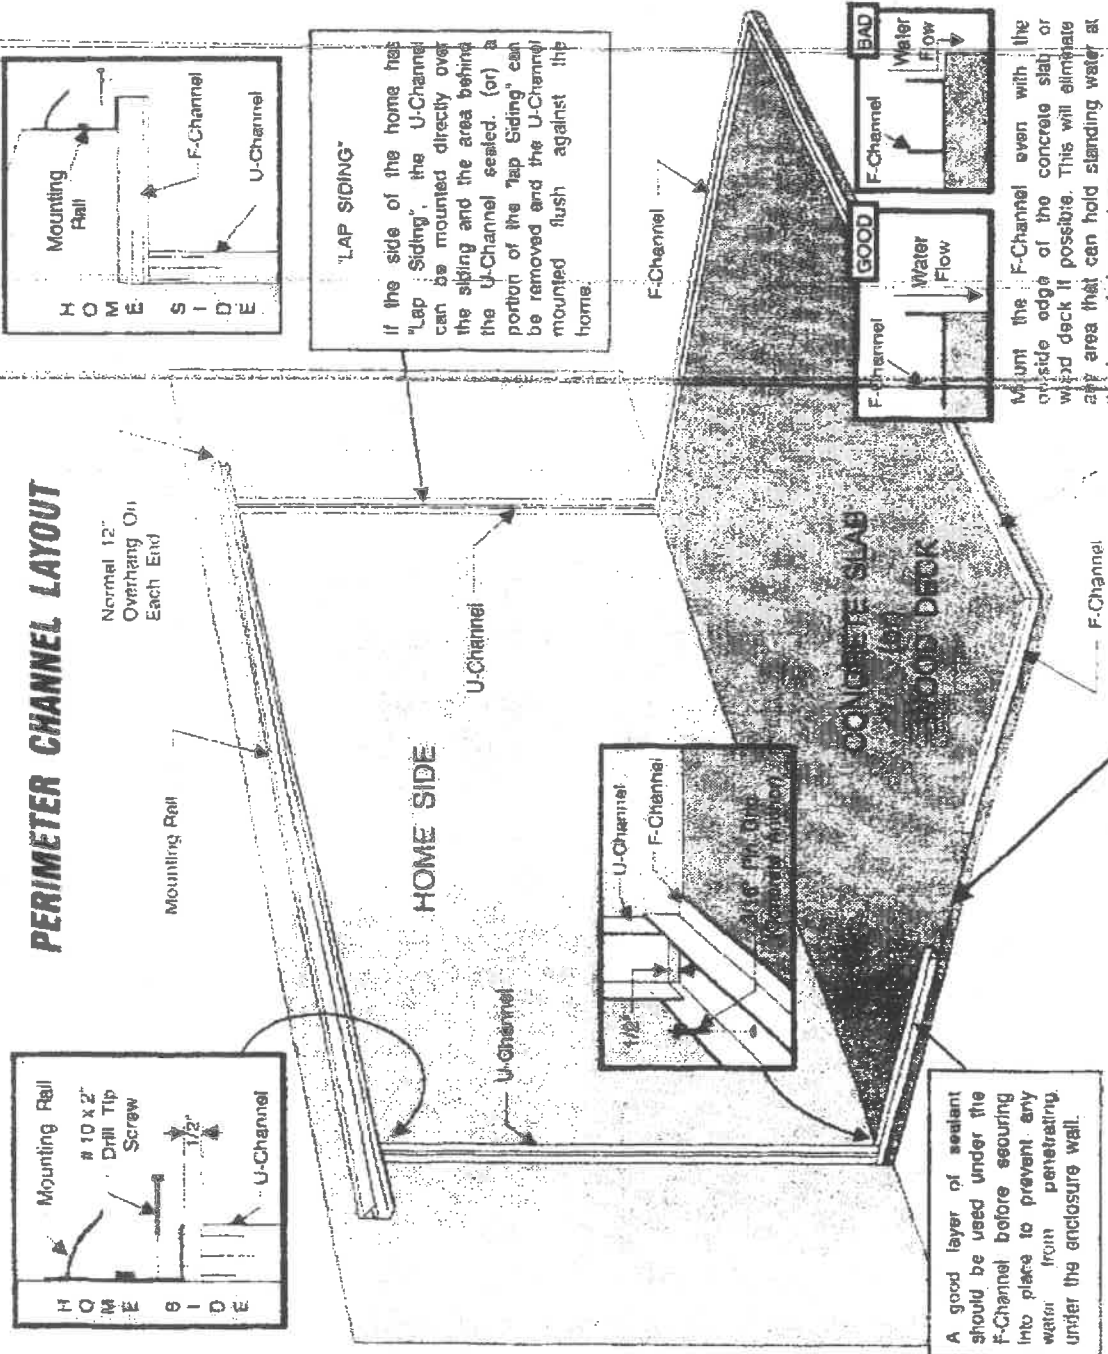 PERIMETER CHANNEL LAYOUT
Mounting Rail
# 10 x 2"
Drill Tip
Screw
1/2"
U-Channel
HOME SIDE
Mounting Rail
Normal 12"
Overhang On
Each End
Mounting
Rail
F-Channel
U-Channel
HOME SIDE
"LAP SIDING"
If the side of the home has
"Lap Siding", the U-Channel
can be mounted directly over
the siding and the area behind
the U-Channel sealed. (or) a
portion of the "lap Siding" can
be removed and the U-Channel
mounted flush against the
home.
HOME SIDE
U-Channel
U-Channel
F-Channel
U-Channel
F-Channel
1/2"
CONCRETE SLAB
(or)
WOOD DECK
A good layer of sealant
should be used under the
F-Channel before securing
into place to prevent any
water from penetrating
under the enclosure wall.
F-Channel
GOOD
F-Channel
Water
Flow
BAD
F-Channel
Water
Flow
Mount the F-Channel even with the
outside edge of the concrete slab or
wood deck if possible. This will eliminate
any area that can hold standing water at